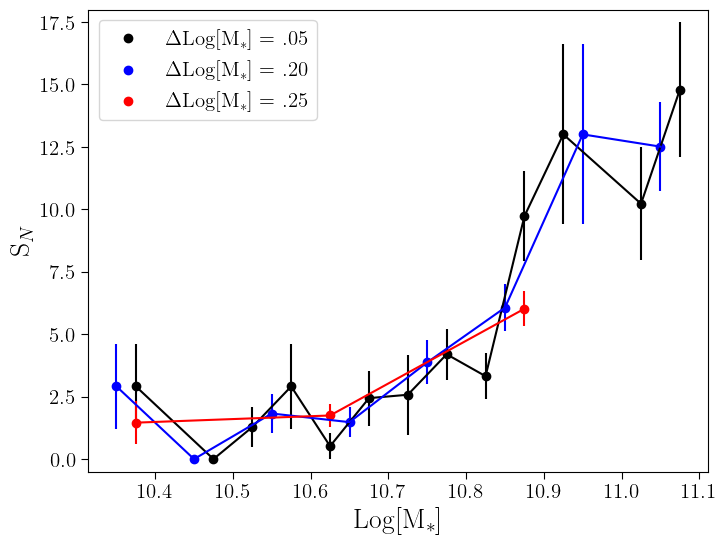 ΔLog[M*] = .05
ΔLog[M*] = .20
ΔLog[M*] = .25
17.5
15.0
12.5
10.0
7.5
5.0
2.5
0.0
S_N
10.4 10.5 10.6 10.7 10.8 10.9 11.0 11.1
Log[M*]